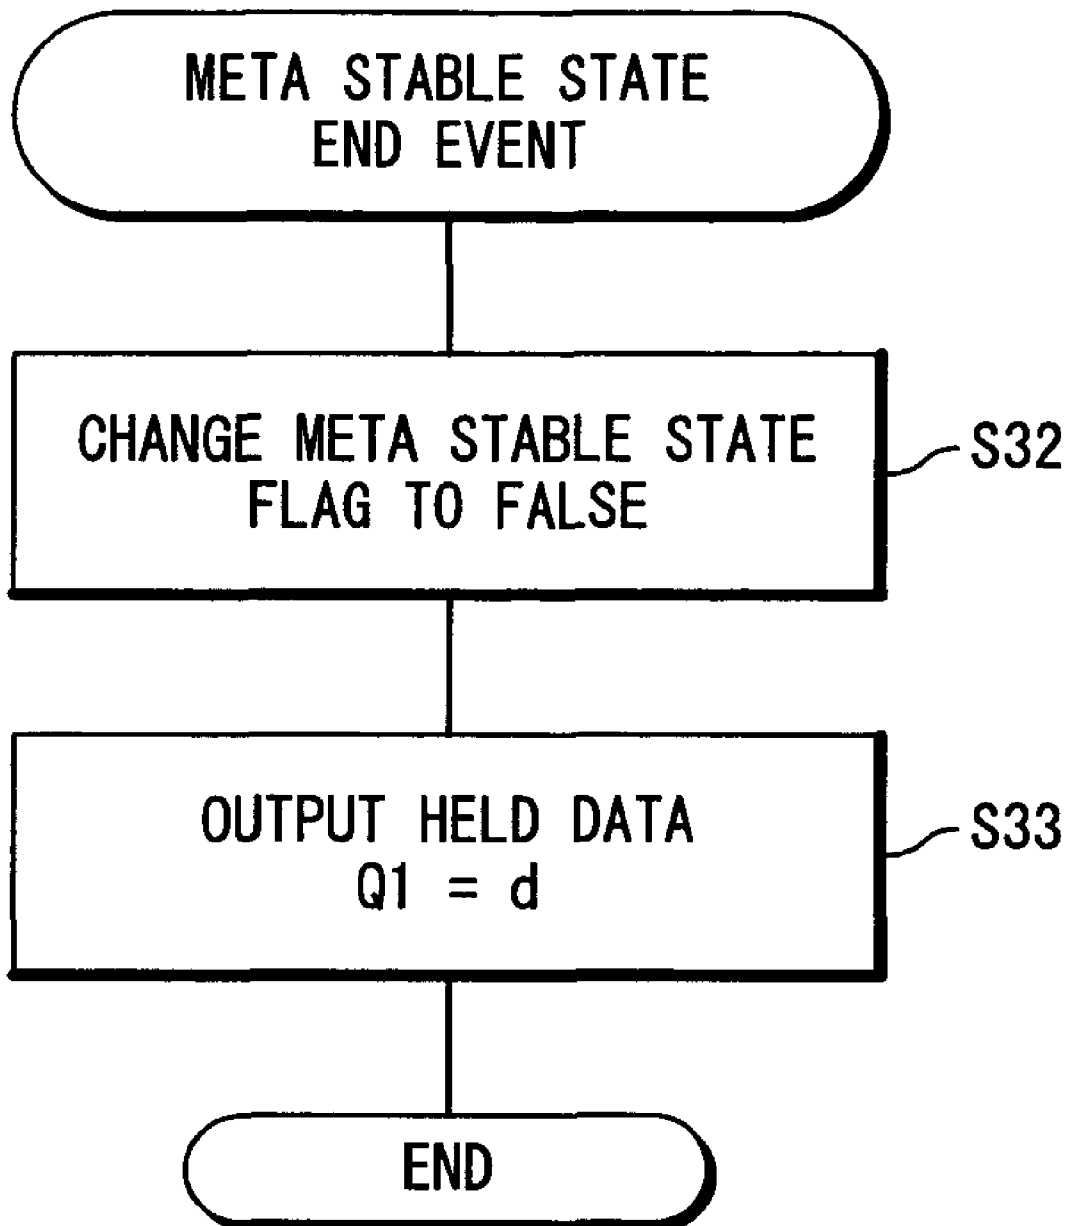 META STABLE STATE
END EVENT
CHANGE META STABLE STATE
FLAG TO FALSE
S32
OUTPUT HELD DATA
Q1 = d
S33
END